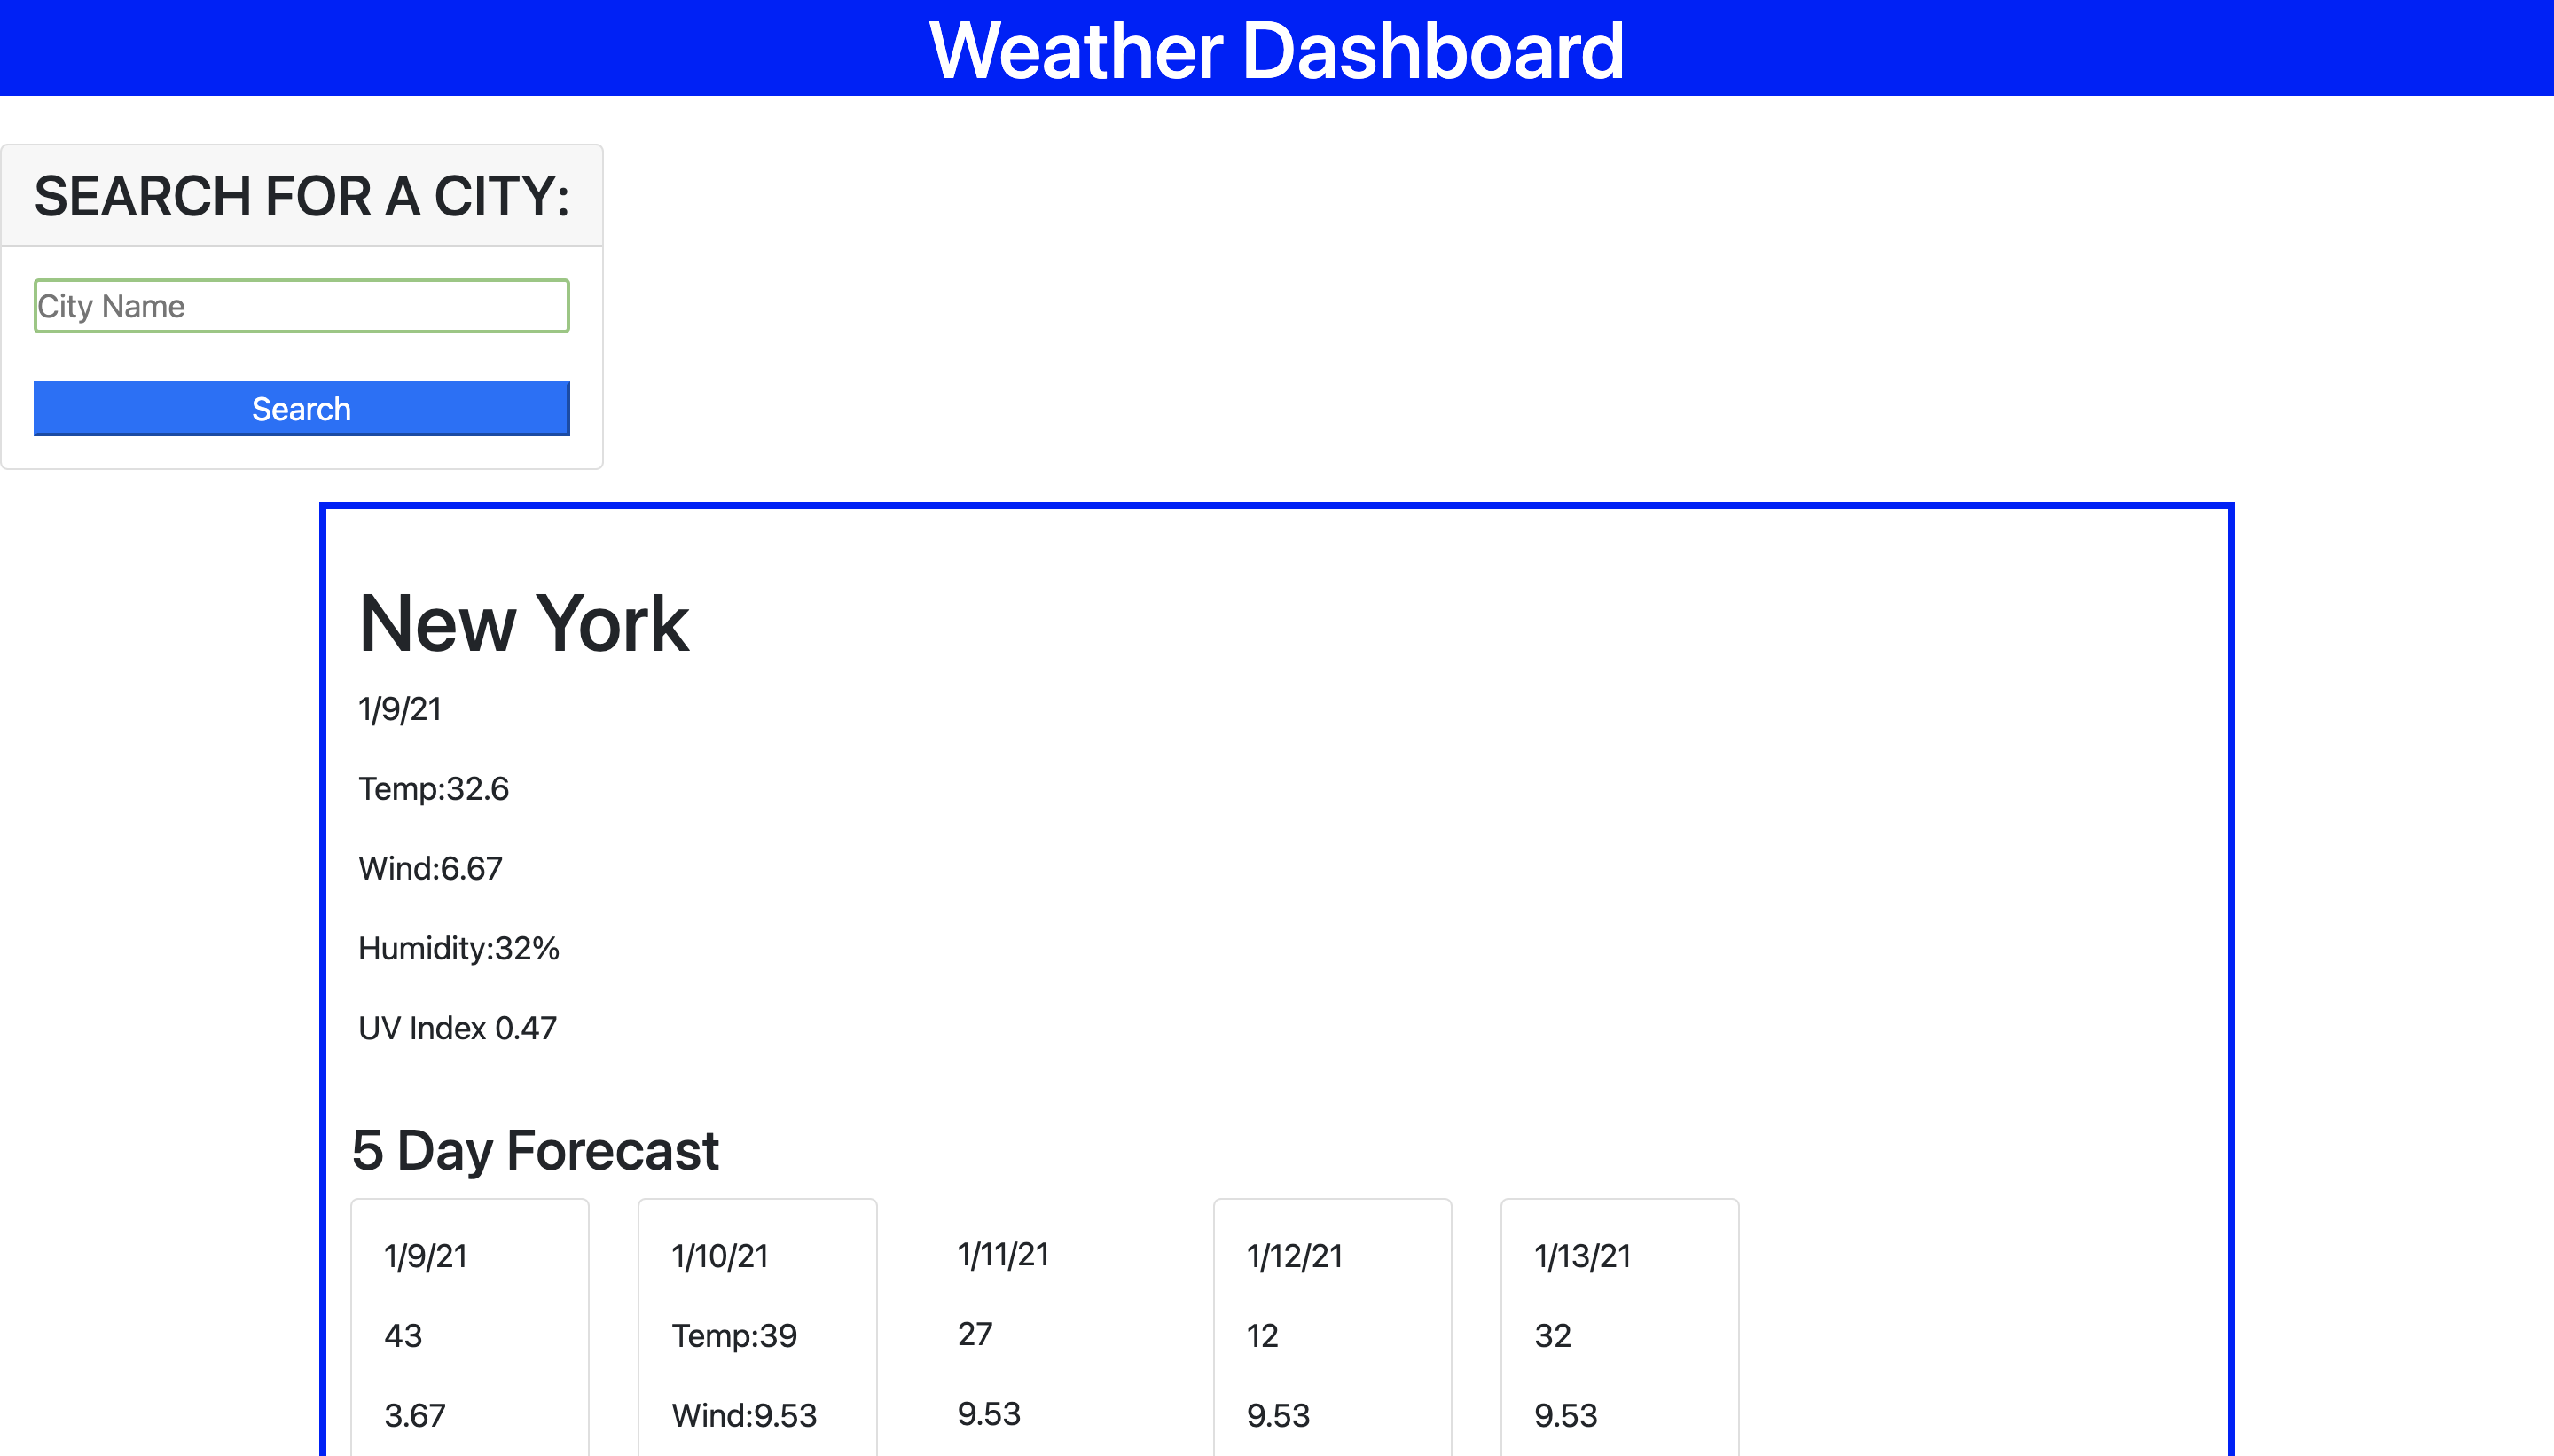 Weather Dashboard
SEARCH FOR A CITY:
City Name
Search
New York
1/9/21
Temp:32.6
Wind:6.67
Humidity:32%
UV Index 0.47
5 Day Forecast
1/9/21
43
3.67
1/10/21
Temp:39
Wind:9.53
1/11/21
27
9.53
1/12/21
12
9.53
1/13/21
32
9.53